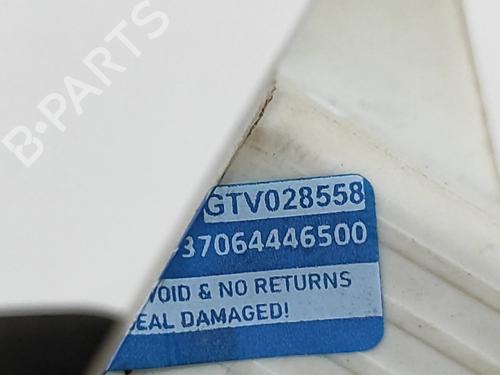 B-PARTS
GTV028558
-37064446500
VOID & NO RETURNS
SEAL DAMAGED!